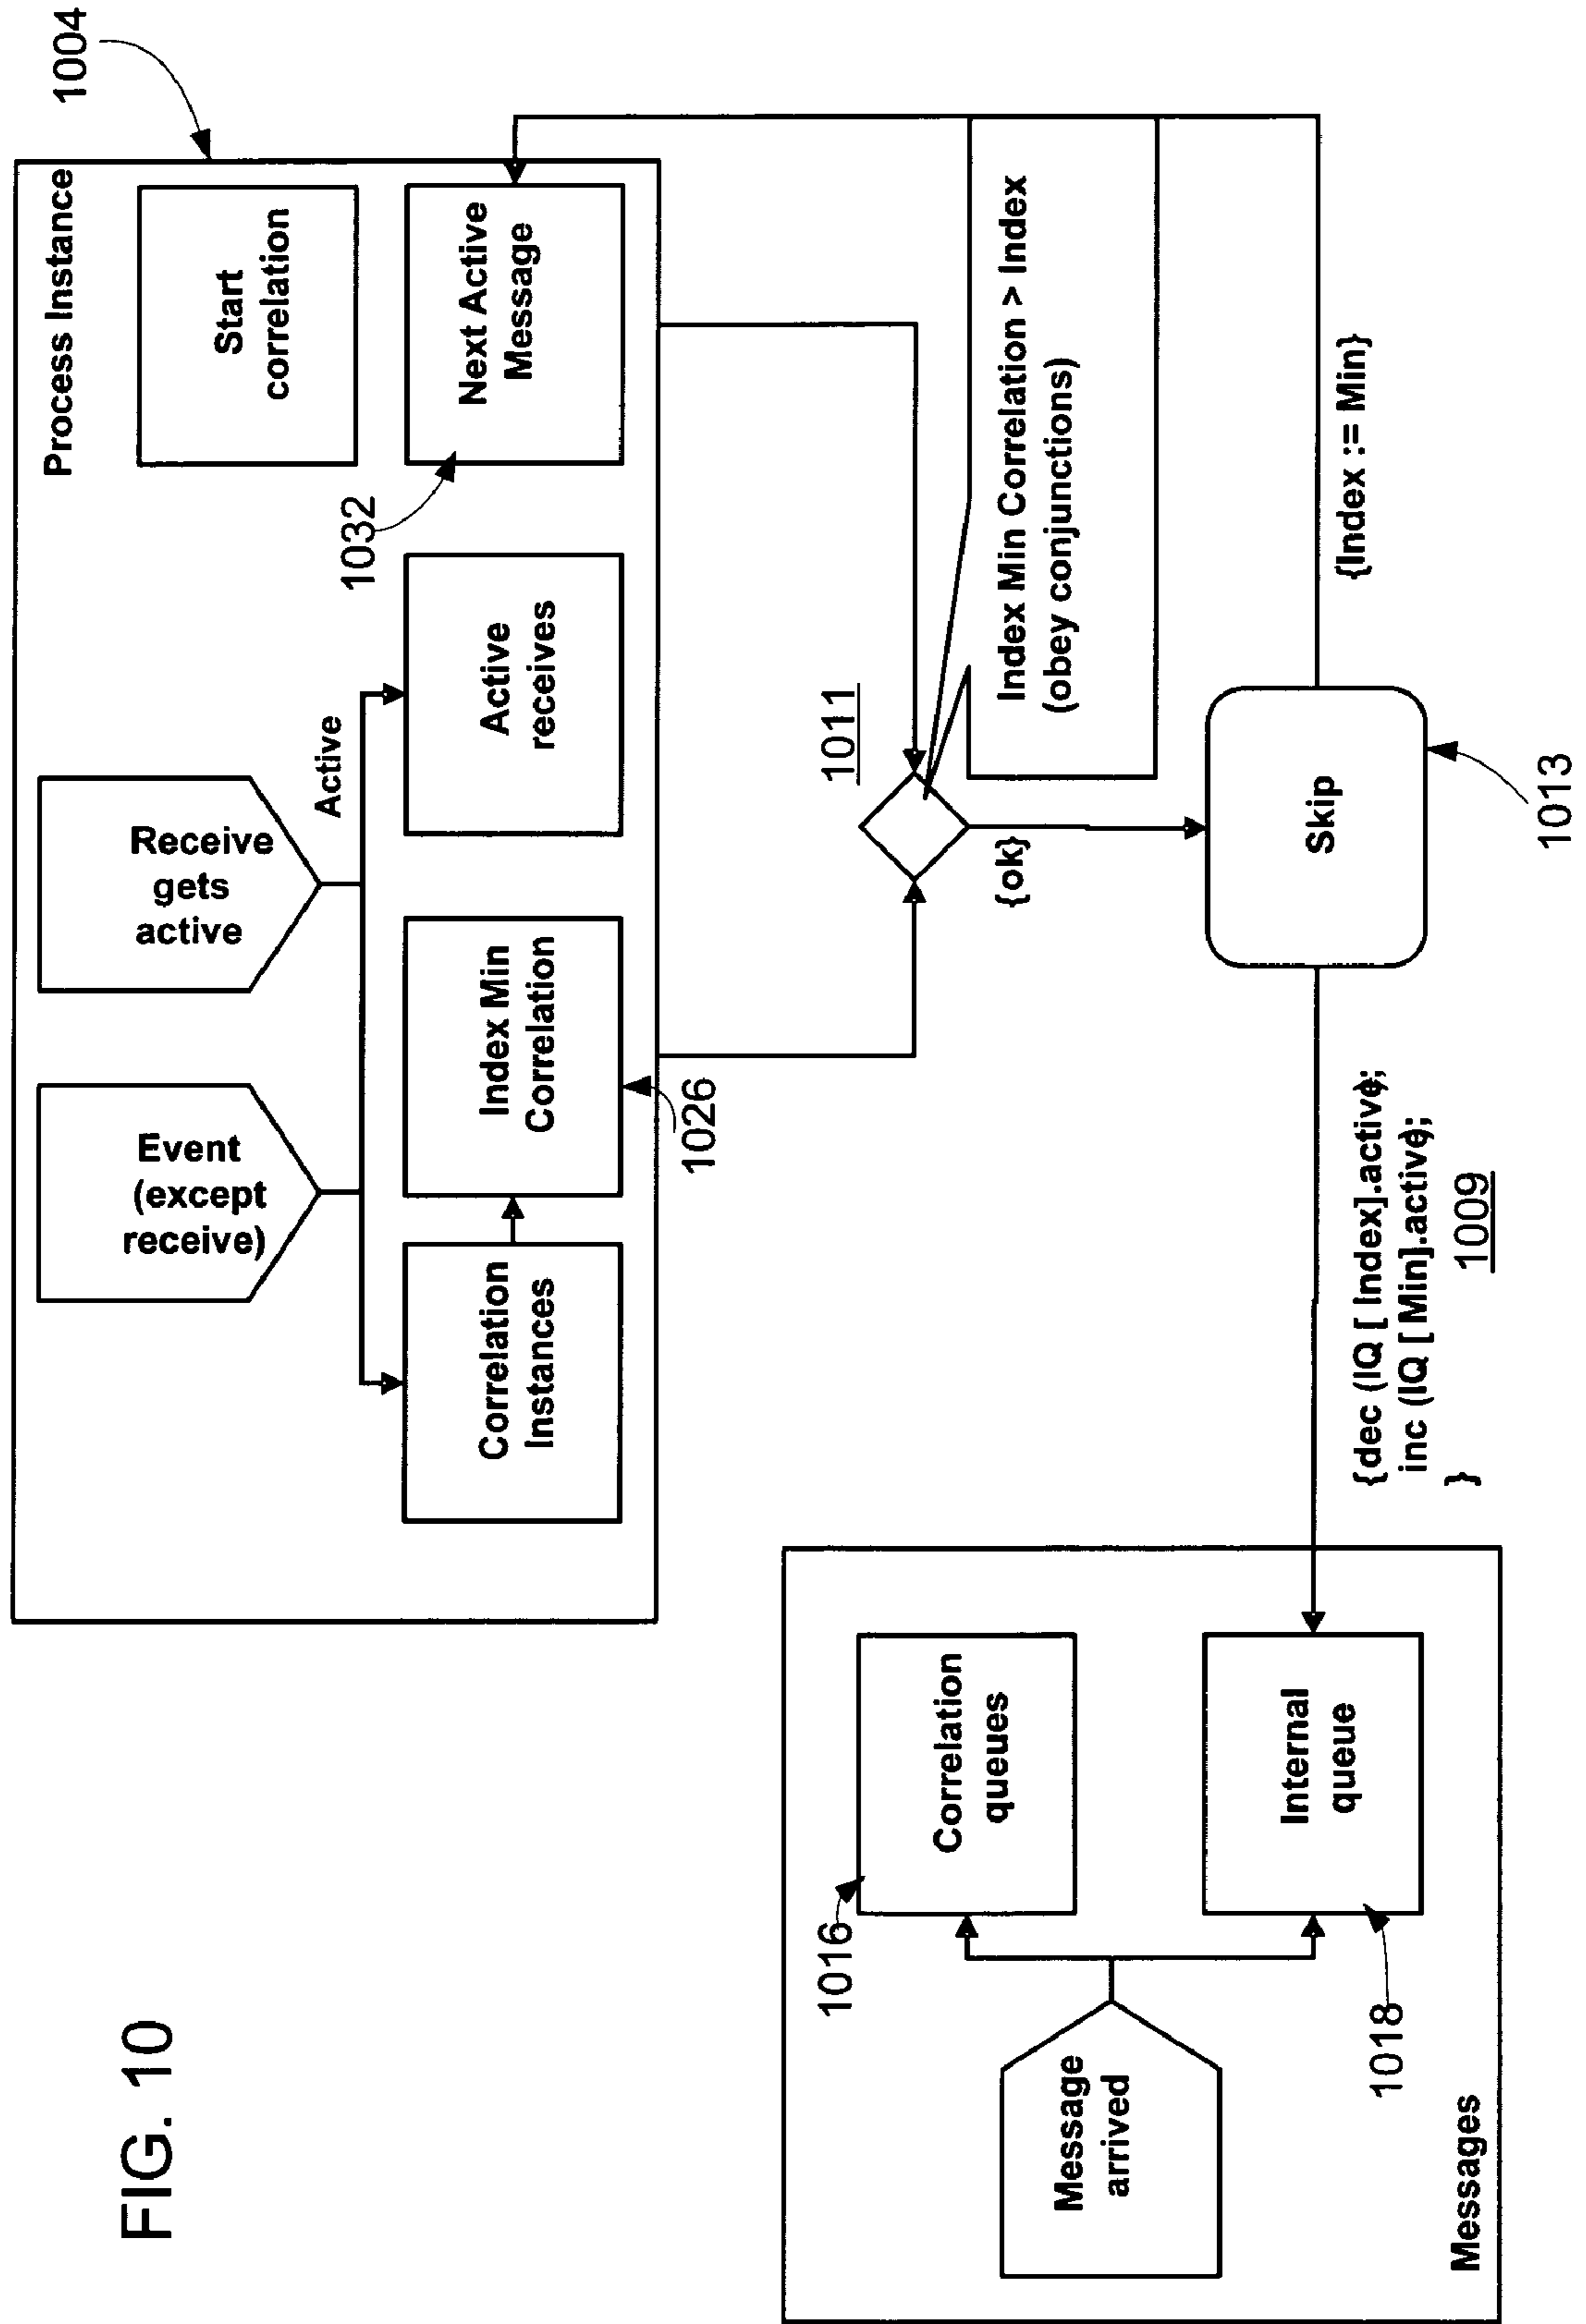 FIG. 10
Process Instance
1004
Event
(except
receive)
Receive
gets
active
Active
Start
correlation
Correlation
Instances
Index Min
Correlation
Active
receives
Next Active
Message
1032
1026
1011
{ok}
Index Min Correlation > Index
(obey conjunctions)
Skip
1013
{Index := Min}
{dec (IQ [ Index].active);
inc (IQ [ Min].active);
}
1009
Message
arrived
Correlation
queues
1016
Internal
queue
1018
Messages